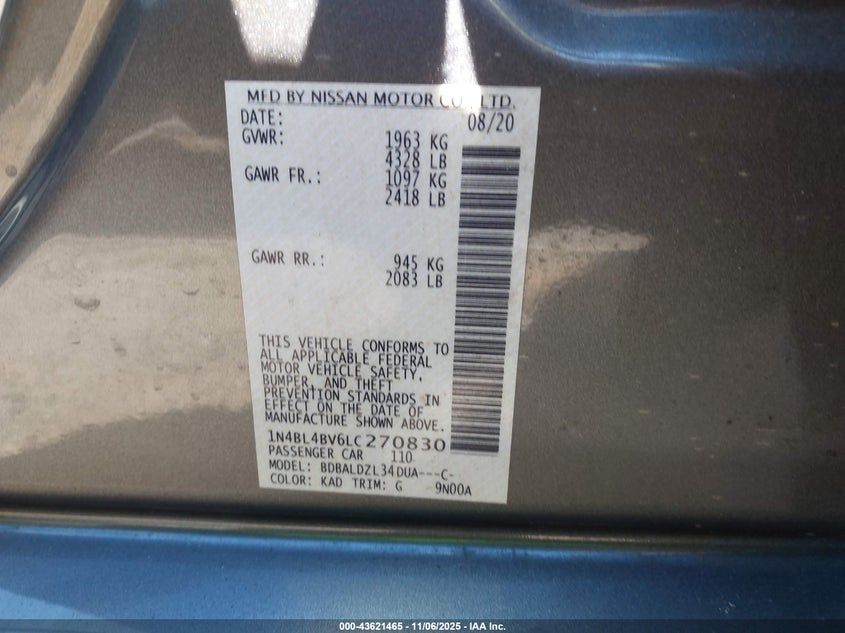 MFD BY NISSAN MOTOR CO., LTD.
DATE: 08/20
GVWR: 1963 KG
4328 LB
GAWR FR.: 1097 KG
2418 LB
GAWR RR.: 945 KG
2083 LB
THIS VEHICLE CONFORMS TO
ALL APPLICABLE FEDERAL
MOTOR VEHICLE SAFETY,
BUMPER, AND THEFT
PREVENTION STANDARDS IN
EFFECT ON THE DATE OF
MANUFACTURE SHOWN ABOVE.
1N4BL4BV6LC270830
PASSENGER CAR 110
MODEL: BDBALDZL34DUA---C-
COLOR: KAD TRIM: G 9N00A
000-43621465 - 11/06/2025 - IAA Inc.